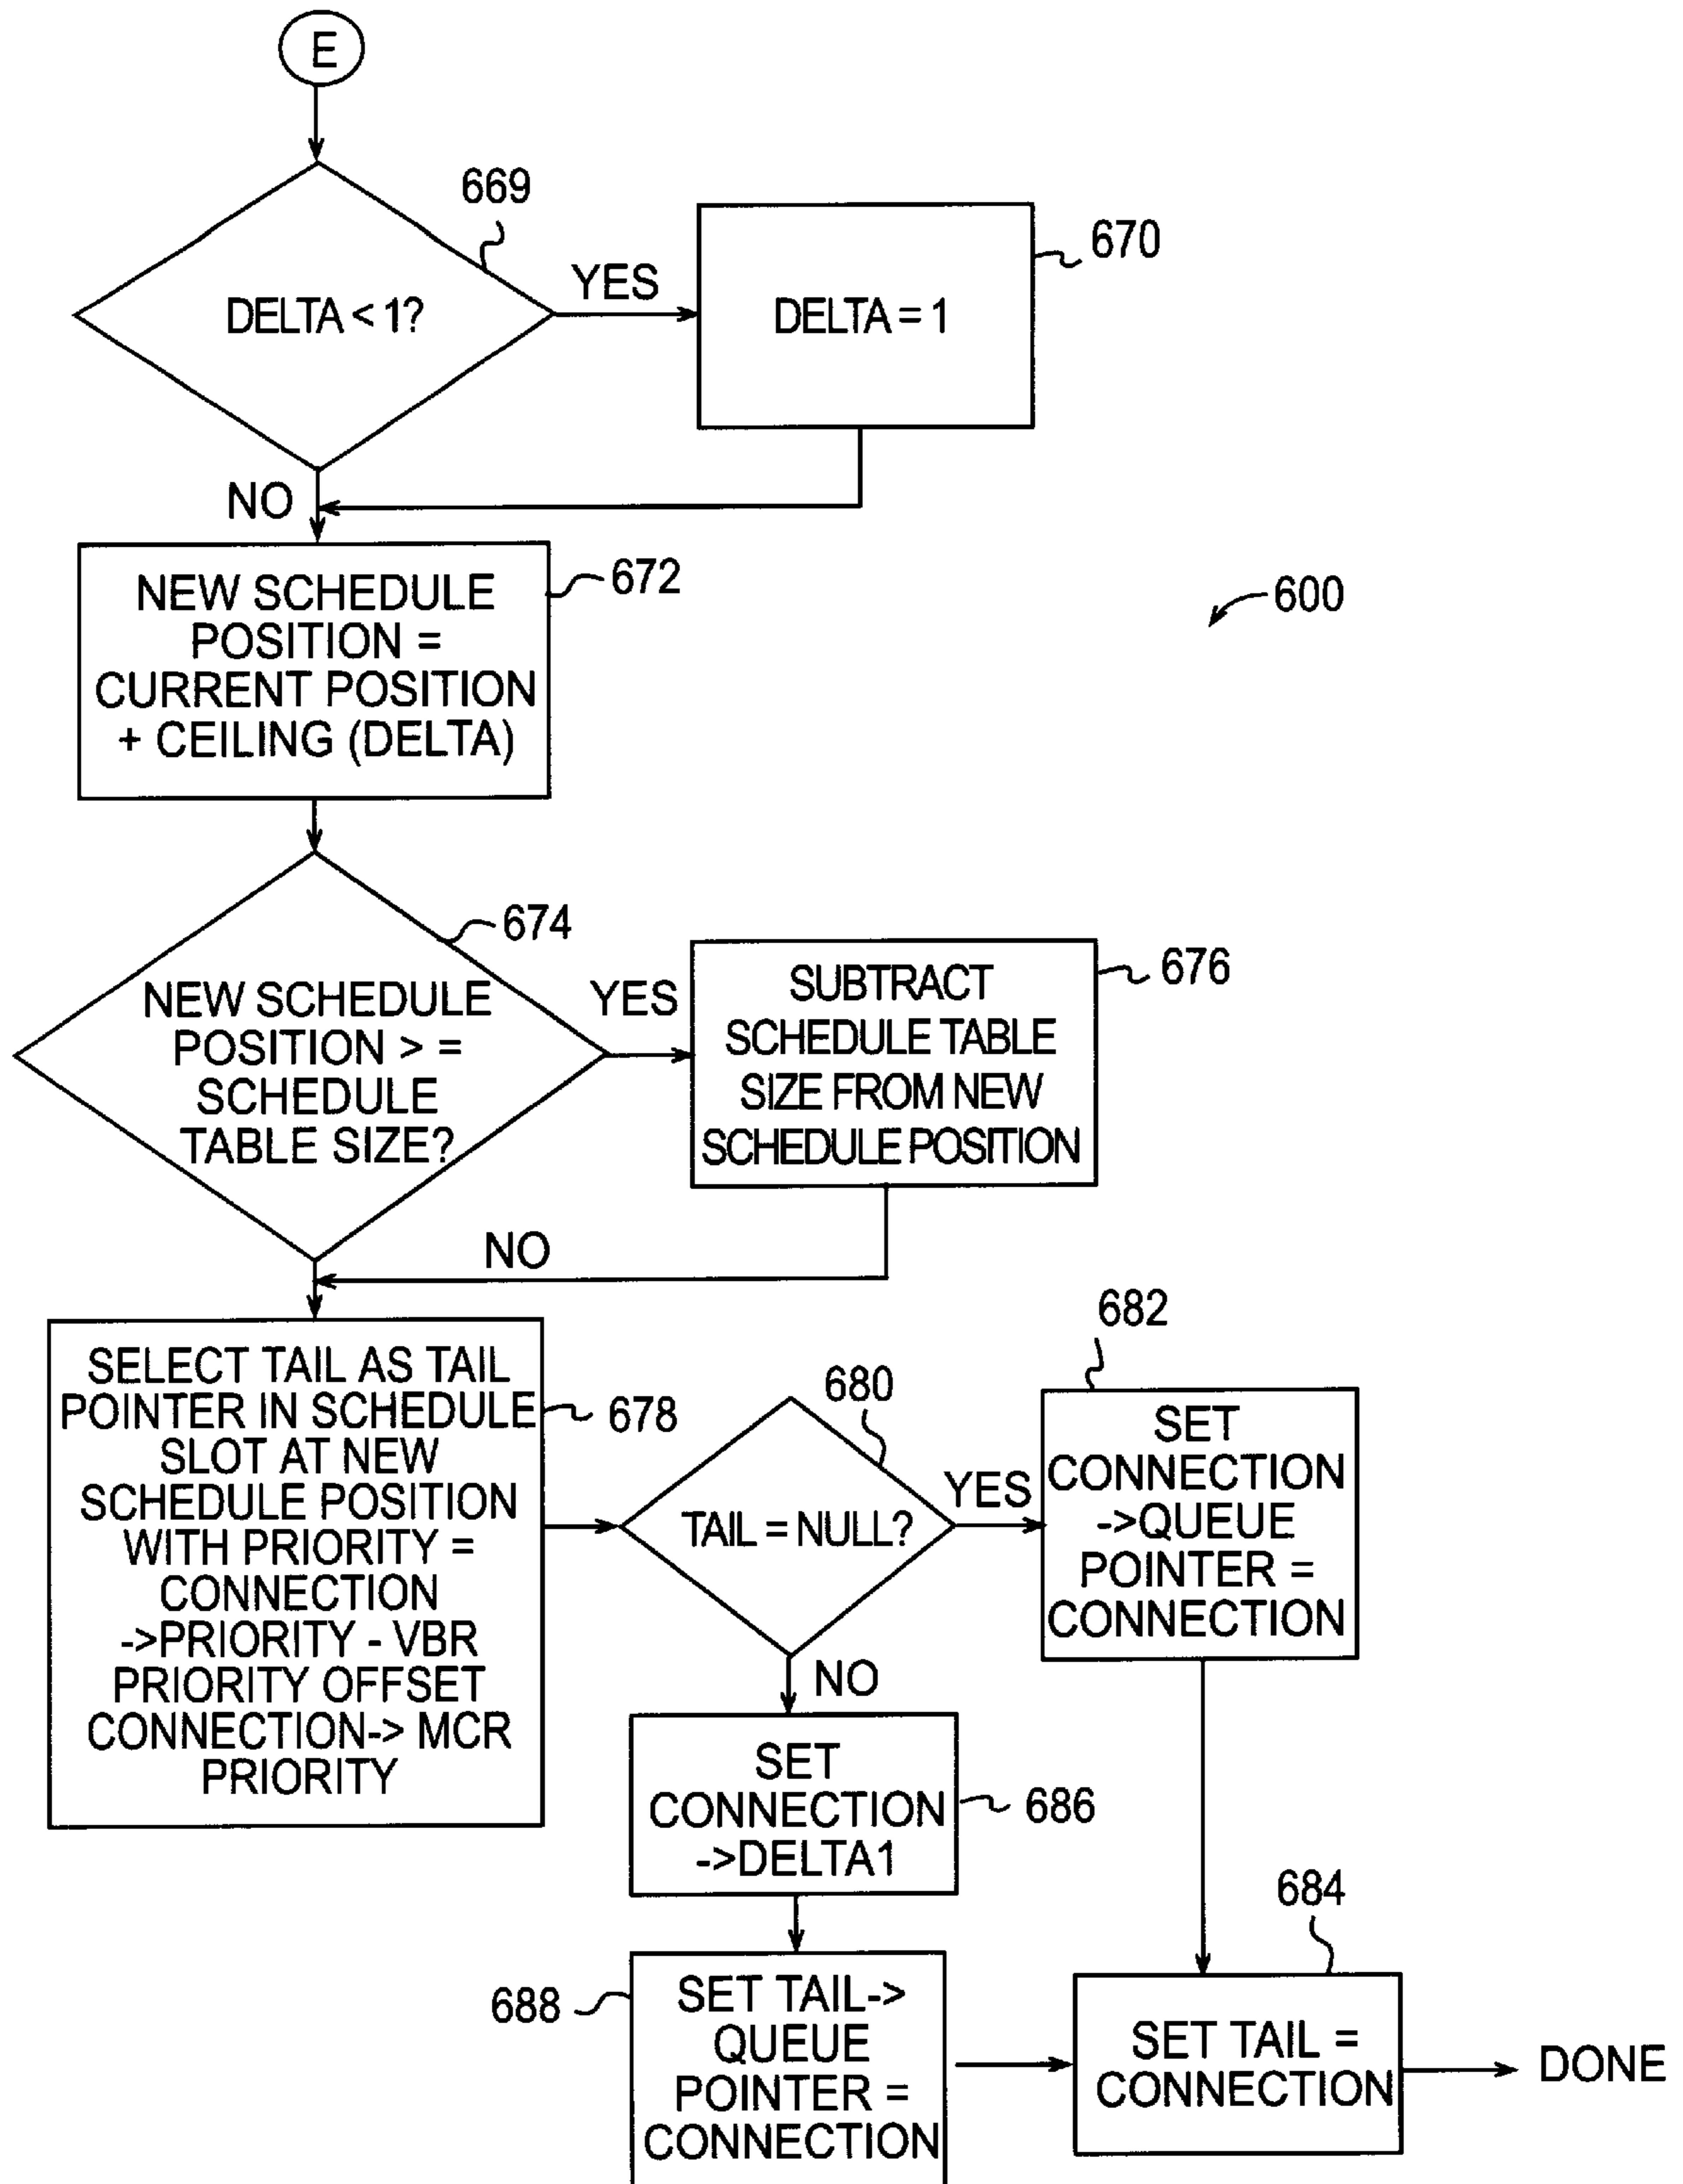 E
669
DELTA < 1?
YES
DELTA = 1
670
NO
NEW SCHEDULE
POSITION =
CURRENT POSITION
+ CEILING (DELTA)
672
600
674
NEW SCHEDULE
POSITION > =
SCHEDULE
TABLE SIZE?
YES
SUBTRACT
SCHEDULE TABLE
SIZE FROM NEW
SCHEDULE POSITION
676
NO
SELECT TAIL AS TAIL
POINTER IN SCHEDULE
SLOT AT NEW
SCHEDULE POSITION
WITH PRIORITY =
CONNECTION
->PRIORITY - VBR
PRIORITY OFFSET
CONNECTION-> MCR
PRIORITY
678
680
TAIL = NULL?
YES
682
SET
CONNECTION
->QUEUE
POINTER =
CONNECTION
NO
SET
CONNECTION
->DELTA1
686
688
SET TAIL->
QUEUE
POINTER =
CONNECTION
684
SET TAIL =
CONNECTION
DONE